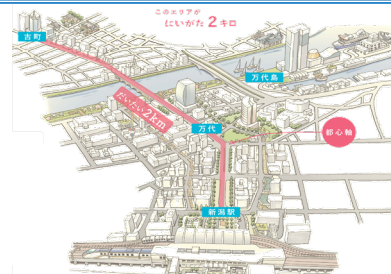 このエリアが
にいがた2キロ
古町
万代島
だいたい2km
万代
都心軸
新潟駅